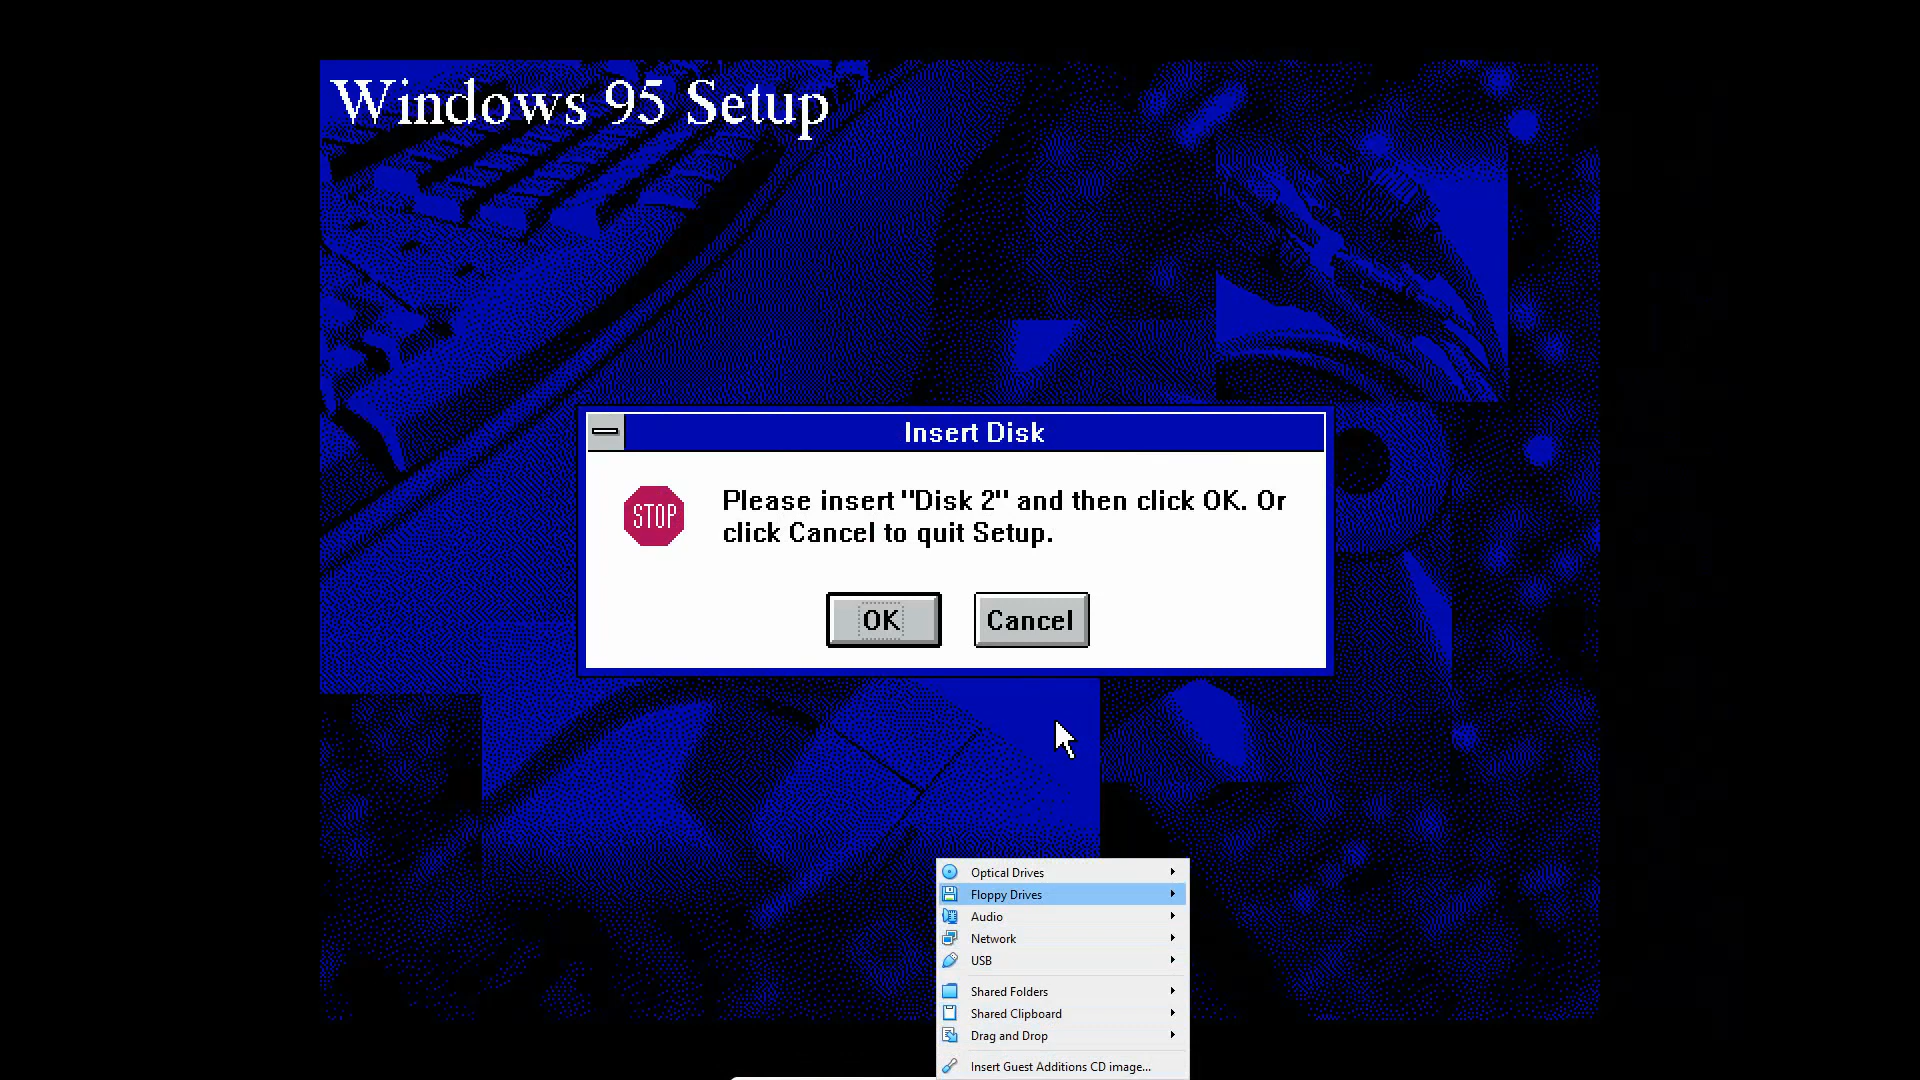 Windows 95 Setup
Insert Disk
STOP
Please insert "Disk 2" and then click OK. Or
click Cancel to quit Setup.
OK
Cancel
Optical Drives
Floppy Drives
Audio
Network
USB
Shared Folders
Shared Clipboard
Drag and Drop
Insert Guest Additions CD image...